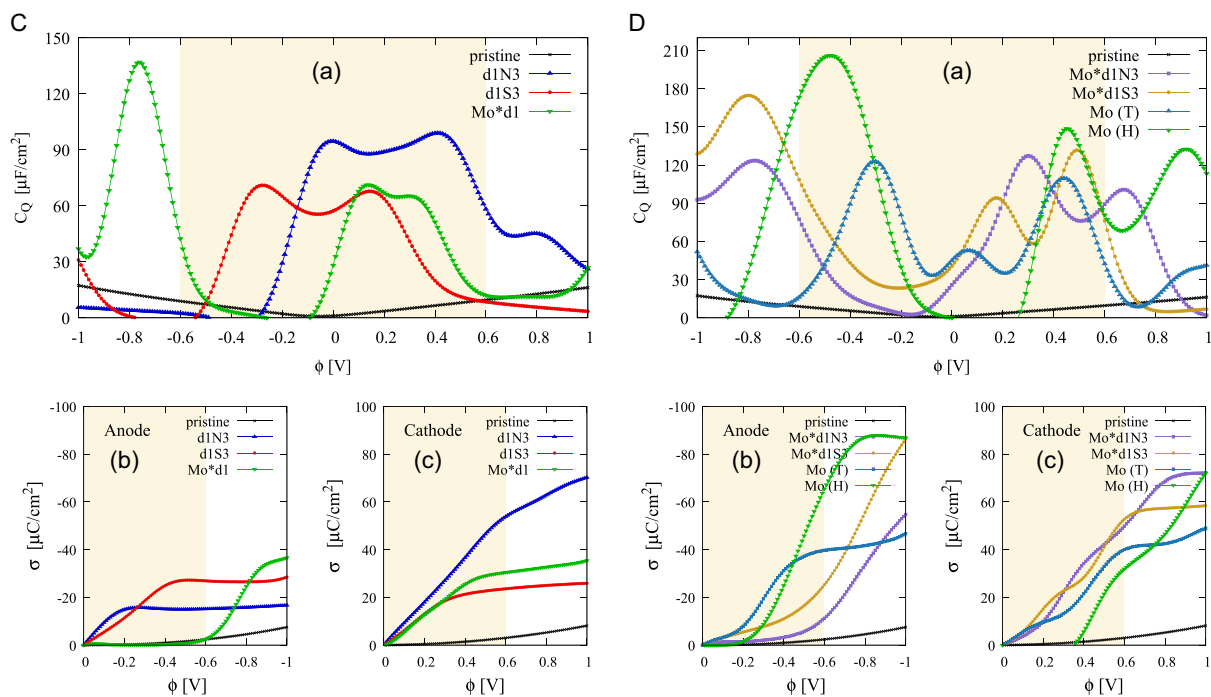 C
150
120
90
60
30
0
C_Q [µF/cm²]
(a)
pristine
d1N3
d1S3
Mo*d1
-1 -0.8 -0.6 -0.4 -0.2 0 0.2 0.4 0.6 0.8 1
ϕ [V]
D
210
180
150
120
90
60
30
0
C_Q [µF/cm²]
(a)
pristine
Mo*d1N3
Mo*d1S3
Mo (T)
Mo (H)
-1 -0.8 -0.6 -0.4 -0.2 0 0.2 0.4 0.6 0.8 1
ϕ [V]
-100
-80
-60
-40
-20
0
σ [µC/cm²]
Anode
(b)
pristine
d1N3
d1S3
Mo*d1
0 -0.2 -0.4 -0.6 -0.8 -1
ϕ [V]
100
80
60
40
20
0
σ [µC/cm²]
Cathode
(c)
pristine
d1N3
d1S3
Mo*d1
0 0.2 0.4 0.6 0.8 1
ϕ [V]
-100
-80
-60
-40
-20
0
σ [µC/cm²]
Anode
(b)
pristine
Mo*d1N3
Mo*d1S3
Mo (T)
Mo (H)
0 -0.2 -0.4 -0.6 -0.8 -1
ϕ [V]
100
80
60
40
20
0
σ [µC/cm²]
Cathode
(c)
pristine
Mo*d1N3
Mo*d1S3
Mo (T)
Mo (H)
0 0.2 0.4 0.6 0.8 1
ϕ [V]